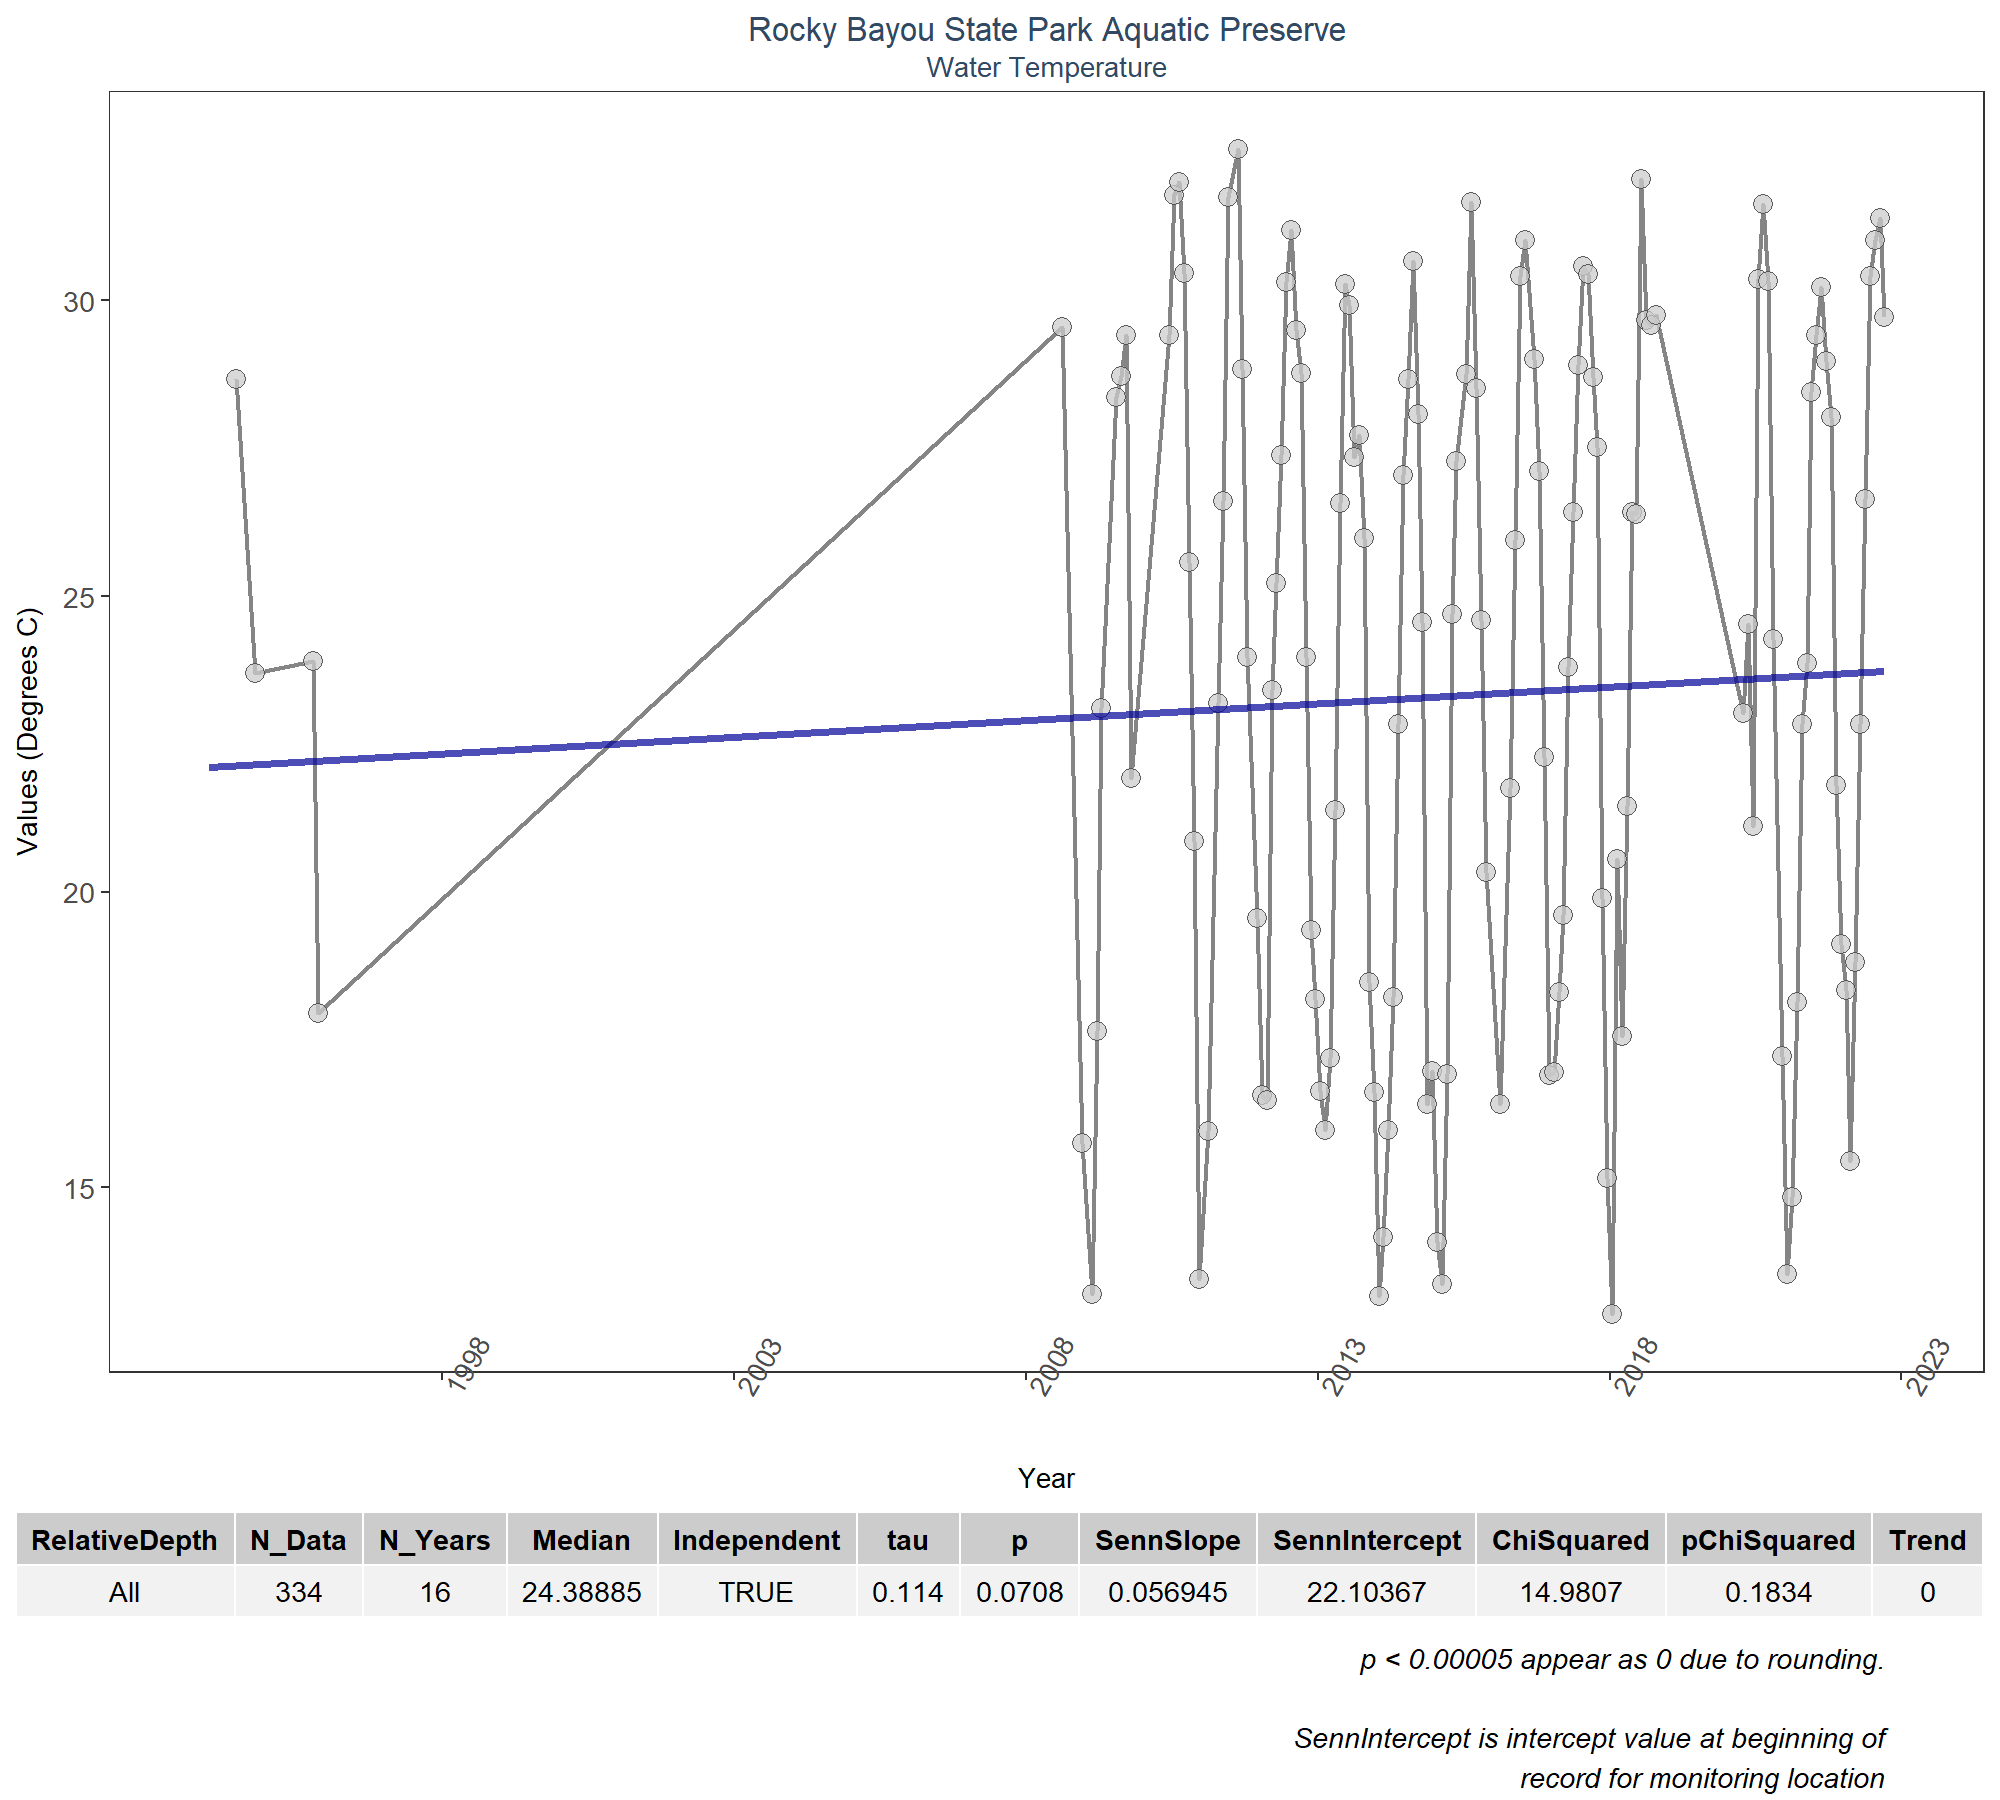 Rocky Bayou State Park Aquatic Preserve
Water Temperature
Values (Degrees C)
30
25
20
15
1998
2003
2008
2013
2018
2023
Year
RelativeDepth N_Data N_Years Median Independent tau p SennSlope SennIntercept ChiSquared pChiSquared Trend
All 334 16 24.38885 TRUE 0.114 0.0708 0.056945 22.10367 14.9807 0.1834 0
p < 0.00005 appear as 0 due to rounding.
SennIntercept is intercept value at beginning of
record for monitoring location